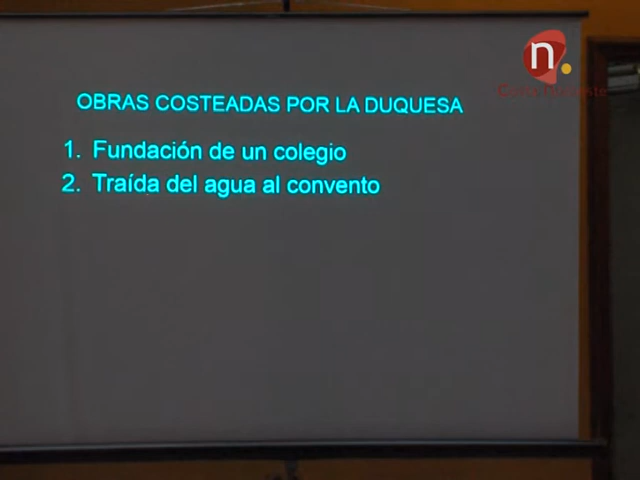 n.
OBRAS COSTEADAS POR LA DUQUESA
1. Fundación de un colegio
2. Traída del agua al convento